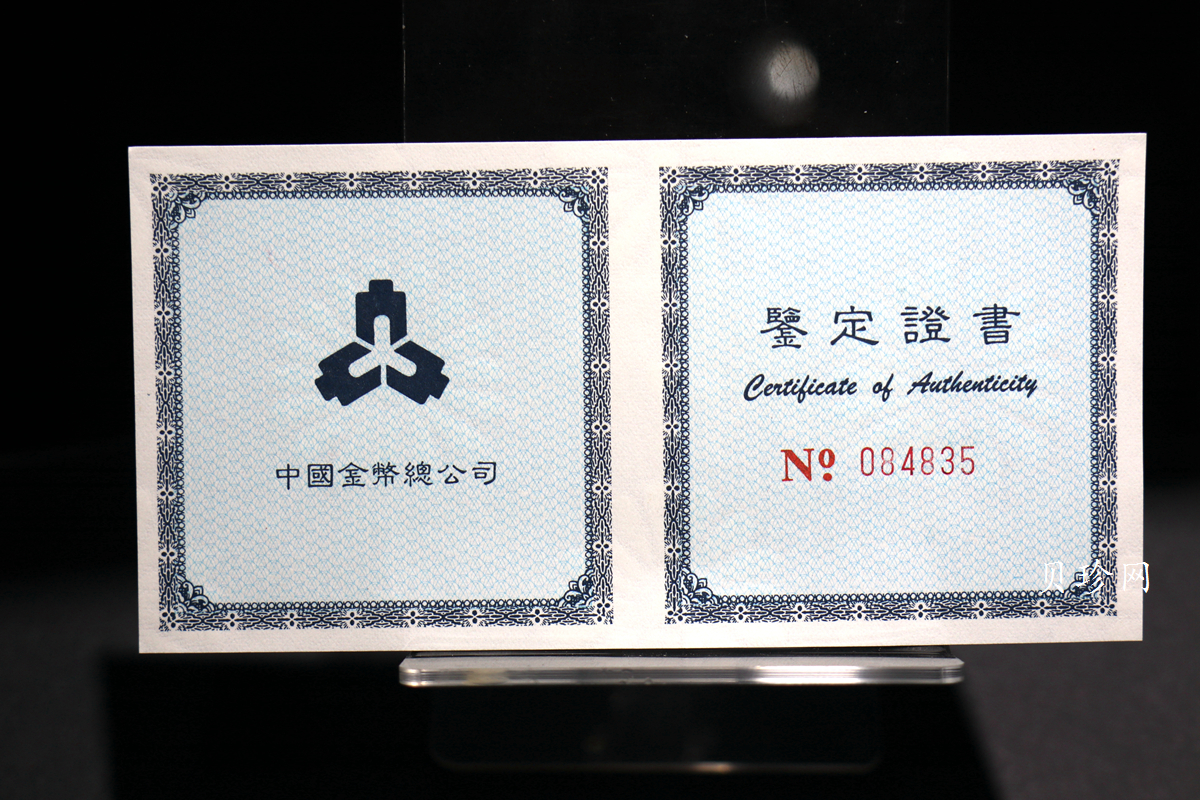 中國金幣總公司
鑒定證書
Certificate of Authenticity
Nº 084835
贝珍网